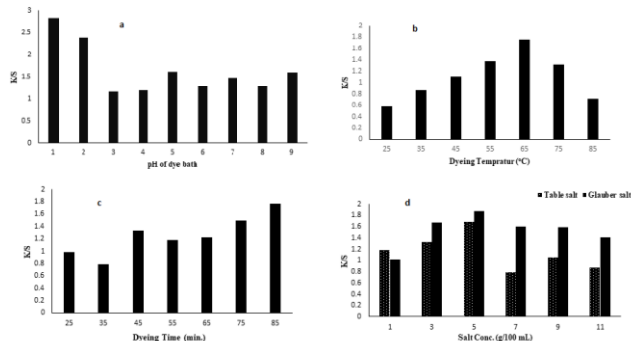 a
3
2.5
2
1.5
1
0.5
0
K/S
1 2 3 4 5 6 7 8 9
pH of dye bath
b
2
1.8
1.6
1.4
1.2
1
0.8
0.6
0.4
0.2
0
K/S
25 35 45 55 65 75 85
Dyeing Tempratur (°C)
c
2
1.8
1.6
1.4
1.2
1
0.8
0.6
0.4
0.2
0
K/S
25 35 45 55 65 75 85
Dyeing Time (min.)
d
Table salt Glauber salt
2
1.8
1.6
1.4
1.2
1
0.8
0.6
0.4
0.2
0
K/S
1 3 5 7 9 11
Salt Conc. (g/100 mL)